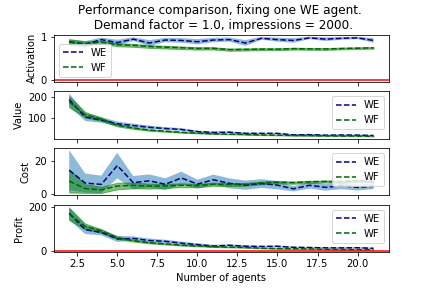 Performance comparison, fixing one WE agent.
Demand factor = 1.0, impressions = 2000.
Activation
1
0
WE
WF
Value
200
100
WE
WF
Cost
20
0
WE
WF
Profit
200
0
WE
WF
2.5 5.0 7.5 10.0 12.5 15.0 17.5 20.0
Number of agents